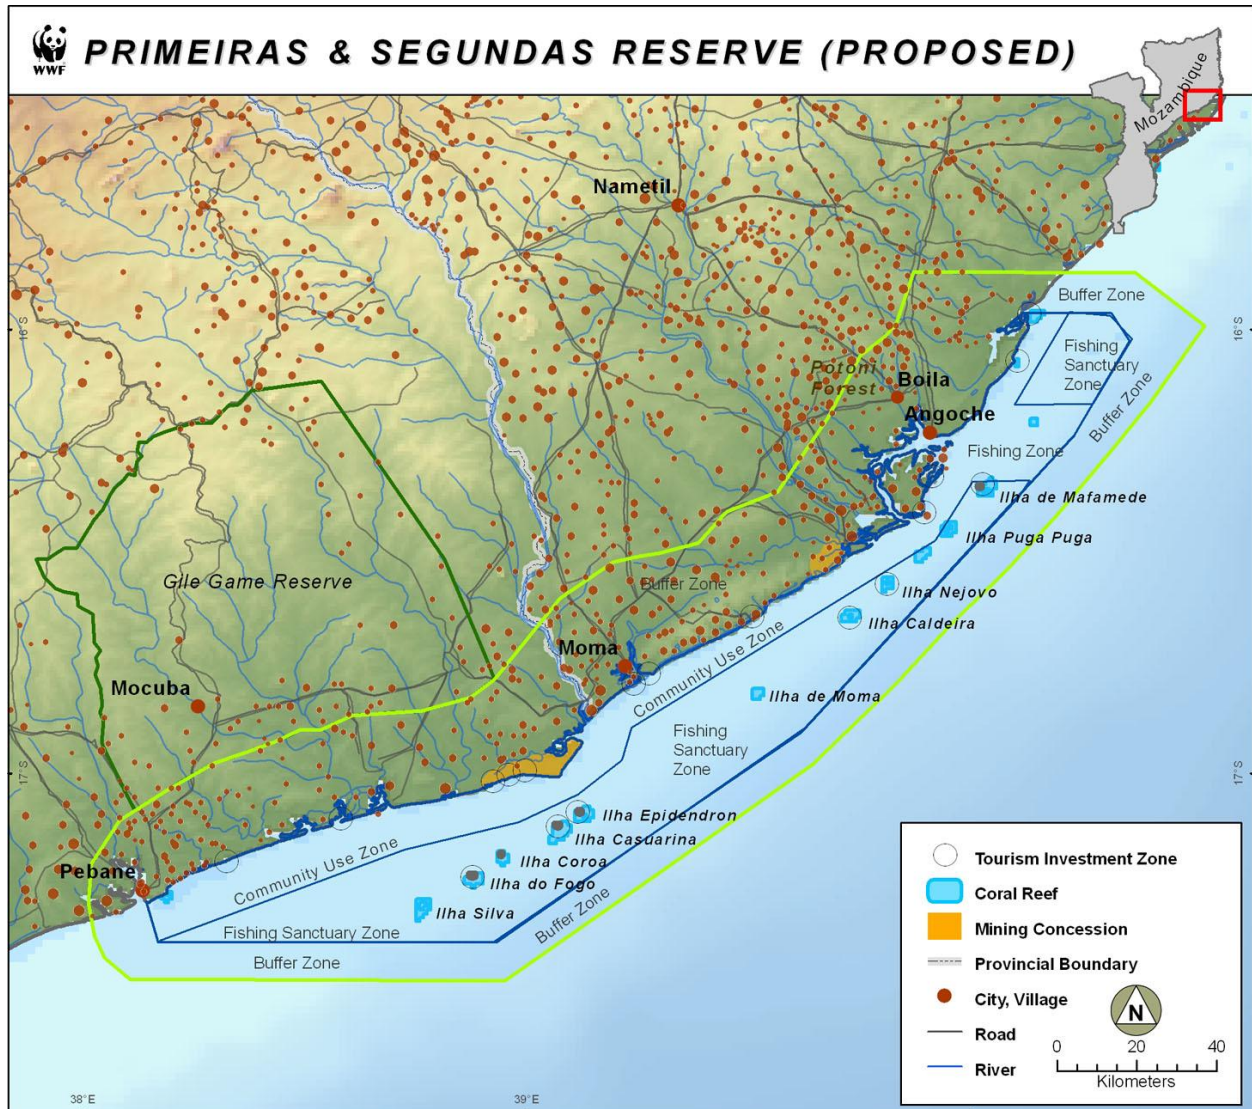 WWF
PRIMEIRAS & SEGUNDAS RESERVE (PROPOSED)
Mozambique
Nametil
Buffer Zone
16°S
16°S
Fishing
Sanctuary
Zone
Potoni
Forest
Boila
Buffer Zone
Angoche
Fishing Zone
Ilha de Mafamede
Ilha Puga Puga
Gile Game Reserve
Buffer Zone
Ilha Nejovo
Ilha Caldeira
Moma
Community Use Zone
Mocuba
Ilha de Moma
Fishing
Sanctuary
Zone
17°S
17°S
Ilha Epidendron
Ilha Casuarina
Ilha Coroa
Community Use Zone
Pebane
Ilha do Fogo
Ilha Silva
Buffer Zone
Fishing Sanctuary Zone
Buffer Zone
Tourism Investment Zone
Coral Reef
Mining Concession
Provincial Boundary
City, Village
Road
River
N
0 20 40
Kilometers
38°E
39°E